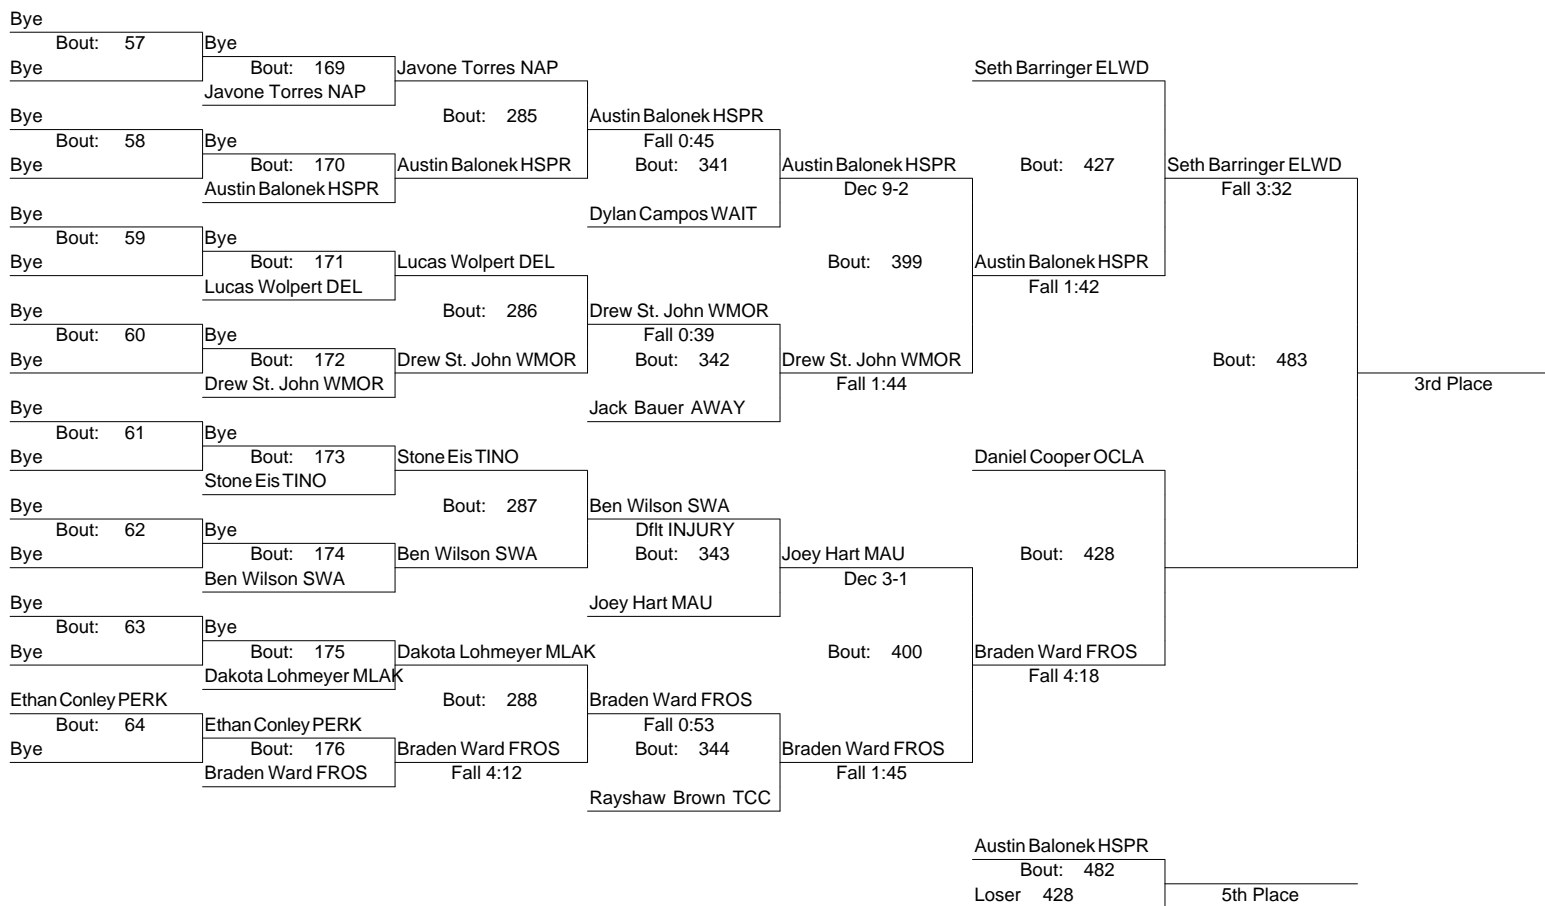 Bye
Bout: 57 Bye
Bye Bout: 169 Javone Torres NAP Seth Barringer ELWD
Javone Torres NAP
Bye Bout: 285 Austin Balonek HSPR
Bout: 58 Bye Fall 0:45
Bye Bout: 170 Austin Balonek HSPR Bout: 341 Austin Balonek HSPR Bout: 427 Seth Barringer ELWD
Austin Balonek HSPR Dec 9-2 Fall 3:32
Bye Dylan Campos WAIT
Bout: 59 Bye
Bye Bout: 171 Lucas Wolpert DEL Bout: 399 Austin Balonek HSPR
Lucas Wolpert DEL Fall 1:42
Bye Bout: 286 Drew St. John WMOR
Bout: 60 Bye Fall 0:39
Bye Bout: 172 Drew St. John WMOR Bout: 342 Drew St. John WMOR Bout: 483
Drew St. John WMOR Fall 1:44 3rd Place
Bye Jack Bauer AWAY
Bout: 61 Bye
Bye Bout: 173 Stone Eis TINO Daniel Cooper OCLA
Stone Eis TINO
Bye Bout: 287 Ben Wilson SWA
Bout: 62 Bye Dflt INJURY
Bye Bout: 174 Ben Wilson SWA Bout: 343 Joey Hart MAU Bout: 428
Ben Wilson SWA Dec 3-1
Bye Joey Hart MAU
Bout: 63 Bye
Bye Bout: 175 Dakota Lohmeyer MLAK Bout: 400 Braden Ward FROS
Dakota Lohmeyer MLAK Fall 4:18
Ethan Conley PERK Bout: 288 Braden Ward FROS
Bout: 64 Ethan Conley PERK Fall 0:53
Bye Bout: 176 Braden Ward FROS Bout: 344 Braden Ward FROS
Braden Ward FROS Fall 4:12 Fall 1:45
Rayshaw Brown TCC
Austin Balonek HSPR
Bout: 482
Loser 428 5th Place